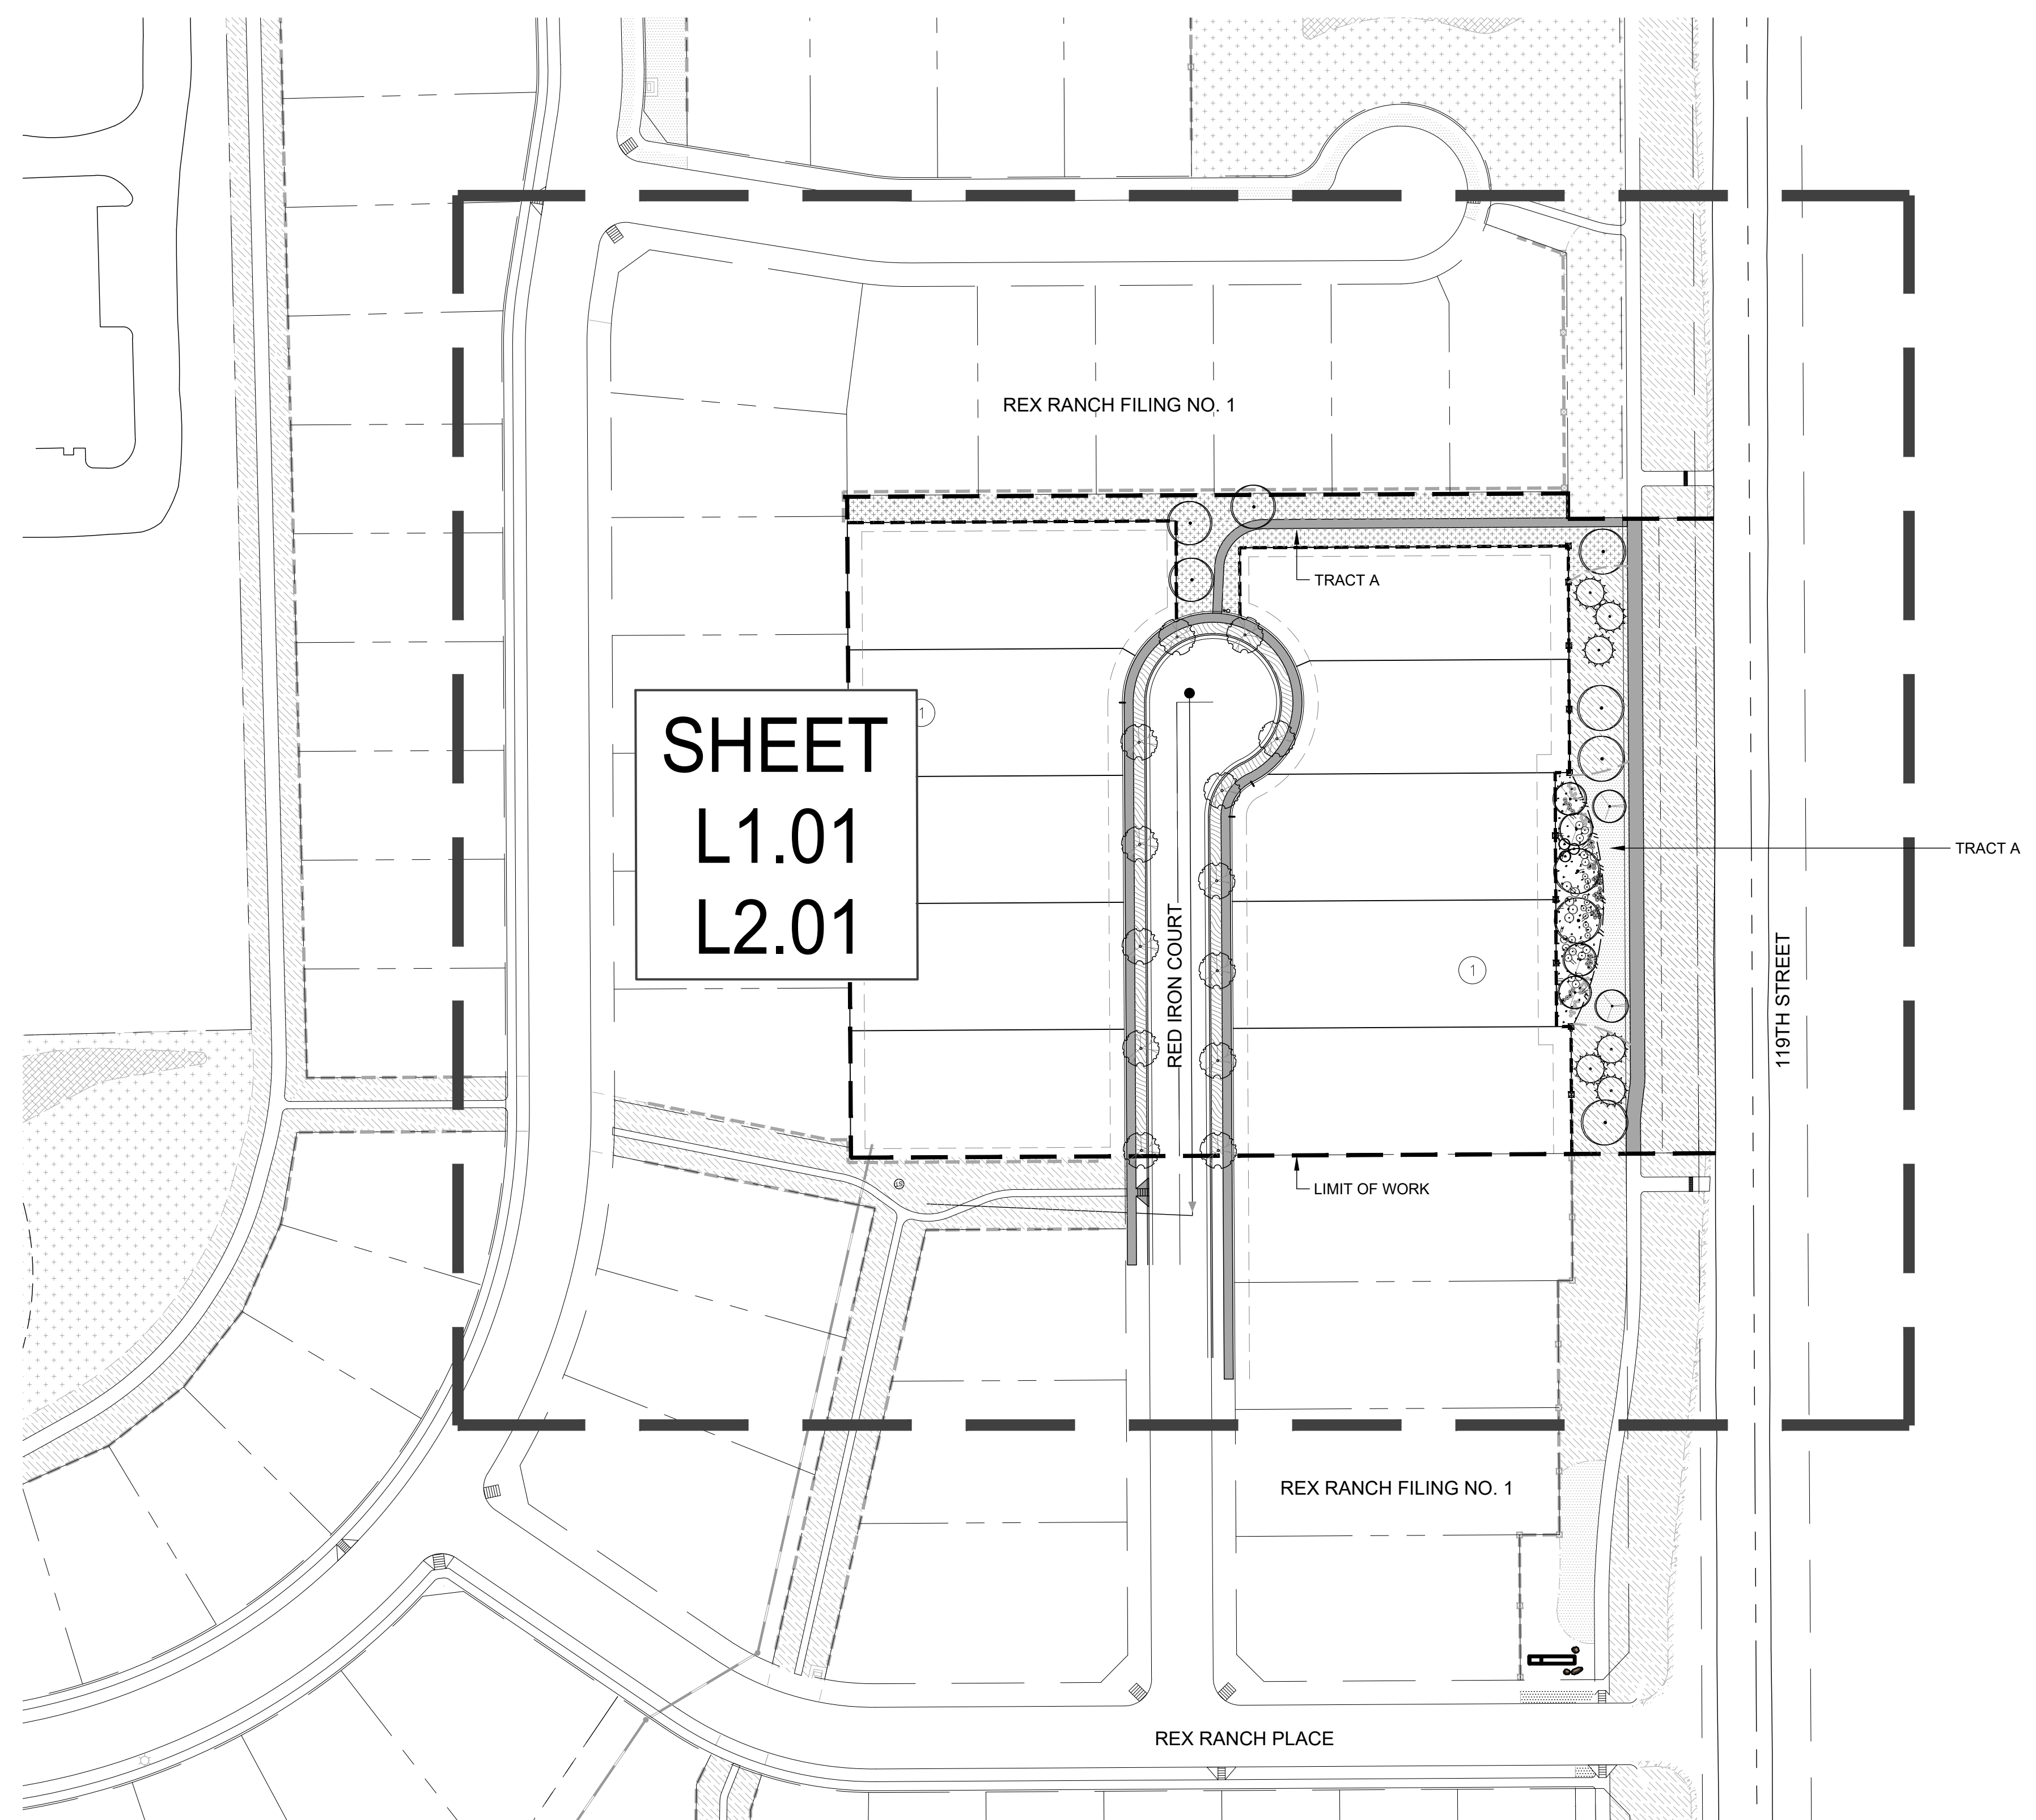 REX RANCH FILING NO. 1
TRACT A
SHEET
L1.01
L2.01
1
RED IRON COURT
1
TRACT A
119TH STREET
LIMIT OF WORK
REX RANCH FILING NO. 1
REX RANCH PLACE